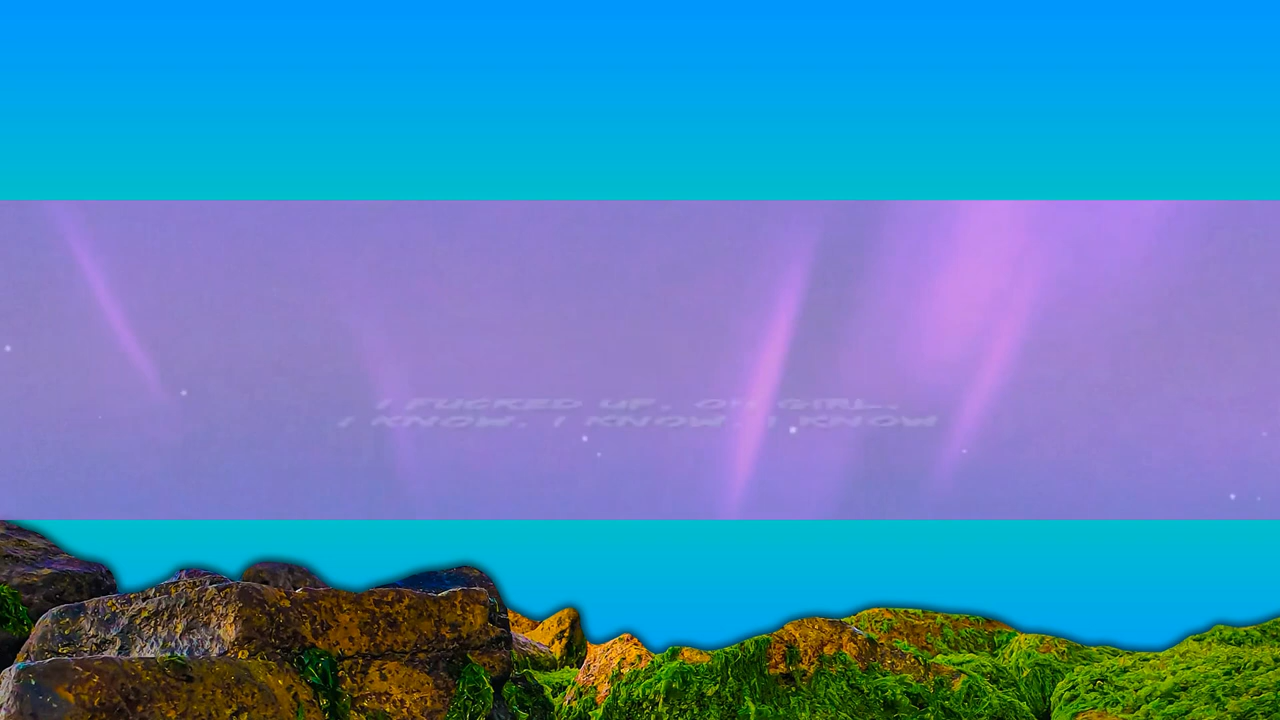 I FUCKED UP, OH GIRL.
I KNOW, I KNOW, I KNOW